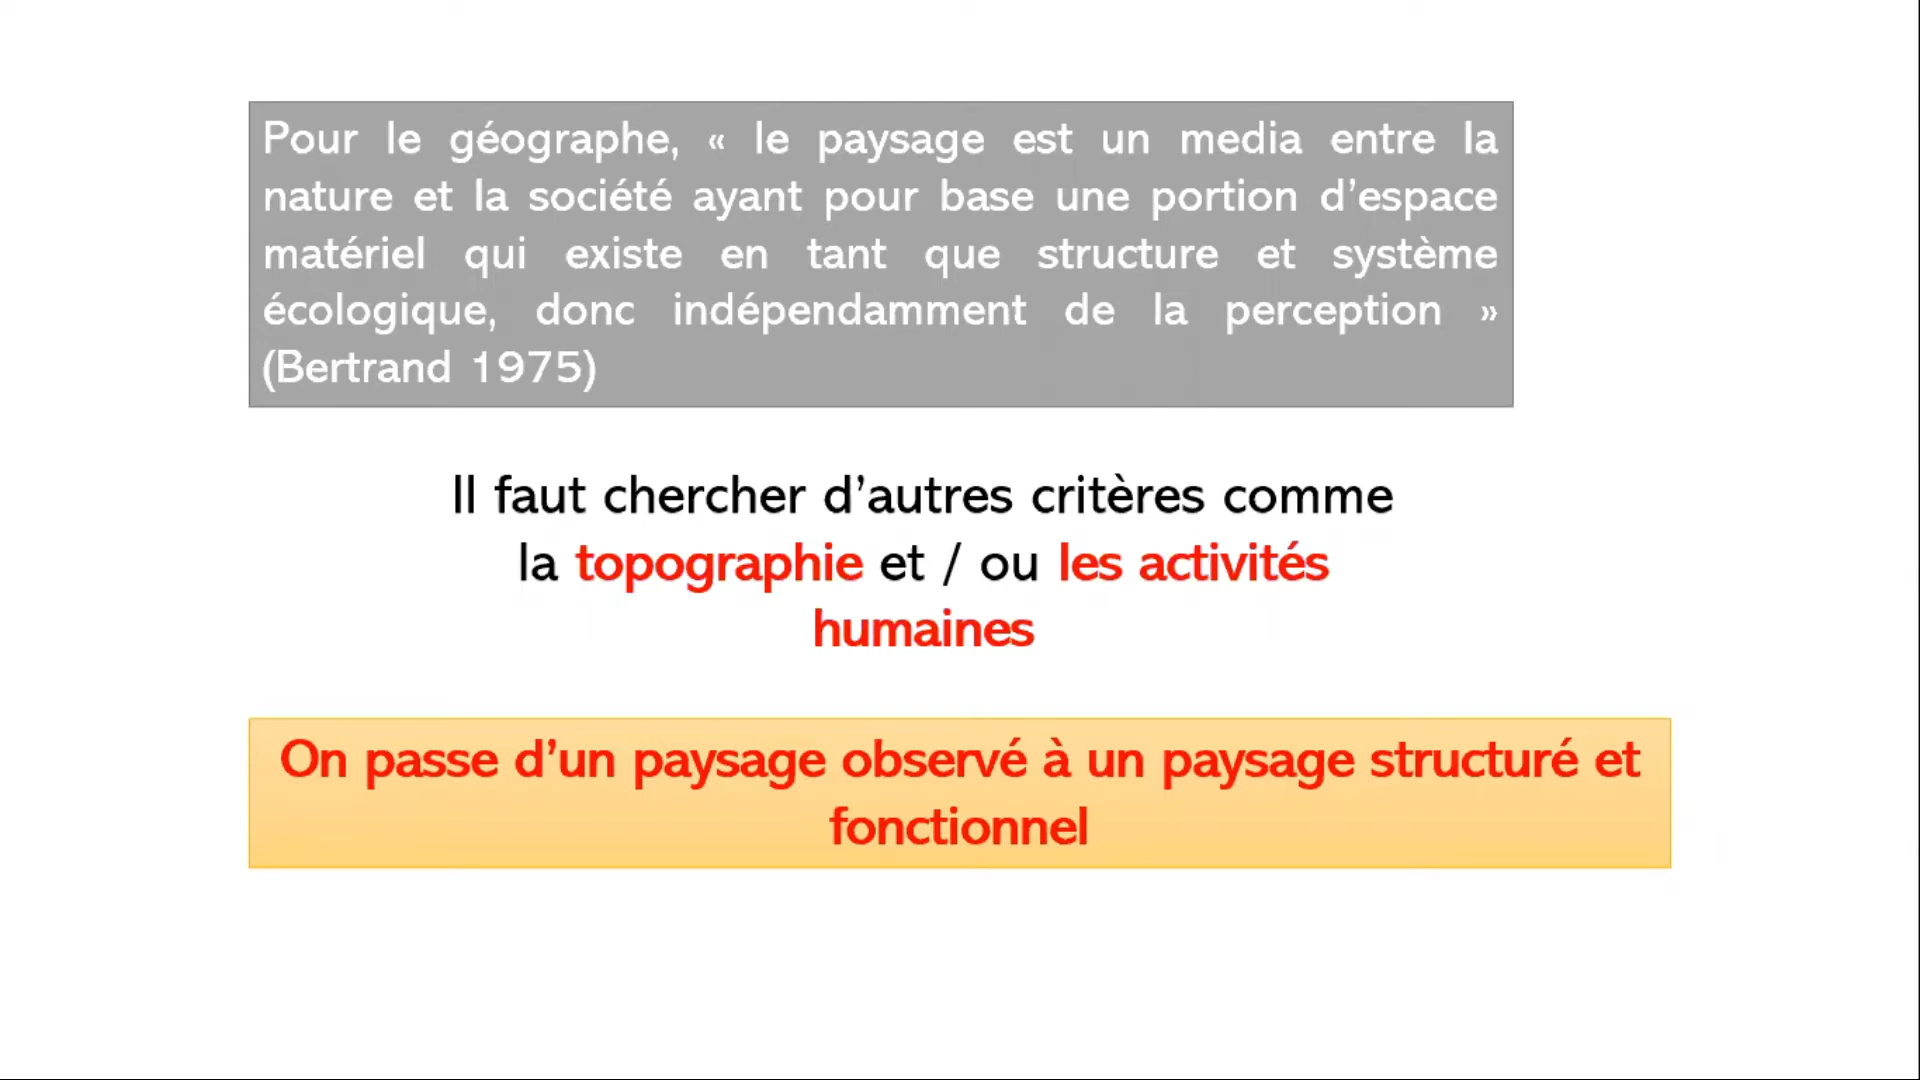 Pour le géographe, « le paysage est un media entre la
nature et la société ayant pour base une portion d’espace
matériel qui existe en tant que structure et système
écologique, donc indépendamment de la perception »
(Bertrand 1975)
Il faut chercher d’autres critères comme
la topographie et / ou les activités
humaines
On passe d’un paysage observé à un paysage structuré et
fonctionnel